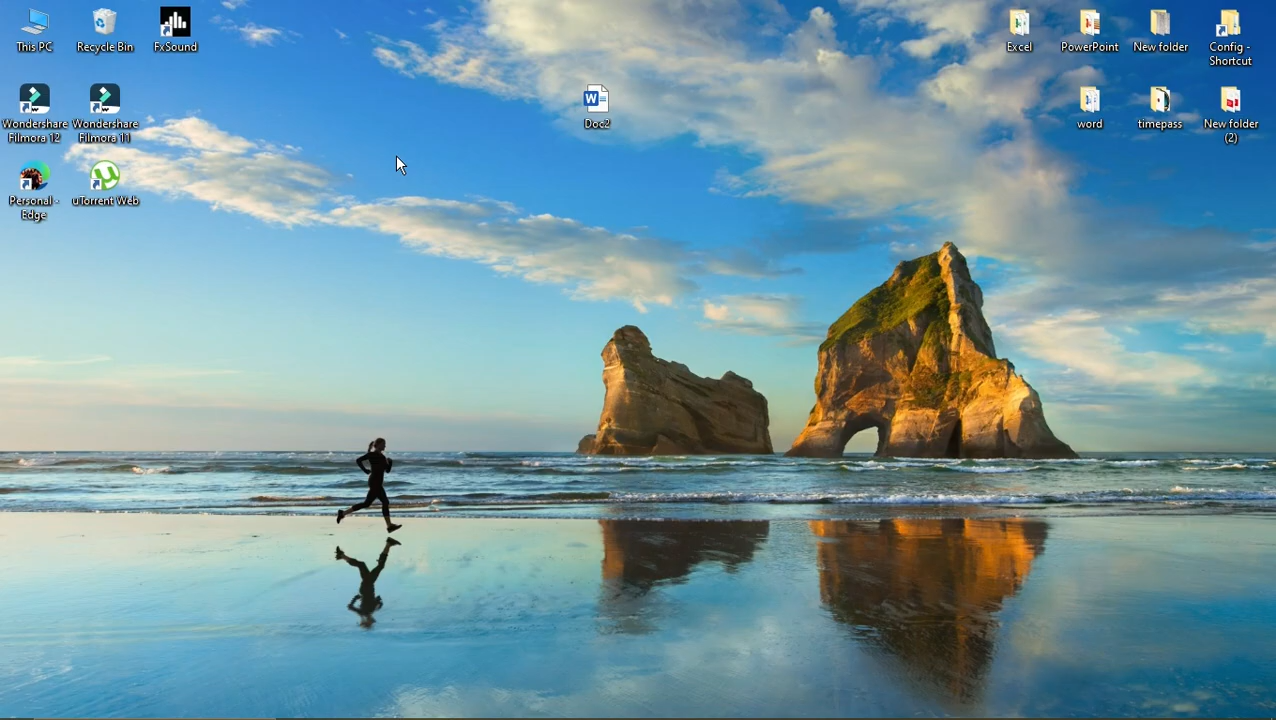 This PC
Recycle Bin
FxSound
Excel
PowerPoint
New folder
Config -
Shortcut
Wondershare
Filmora 12
Wondershare
Filmora 11
W
Doc2
word
timepass
New folder
(2)
Personal -
Edge
uTorrent Web